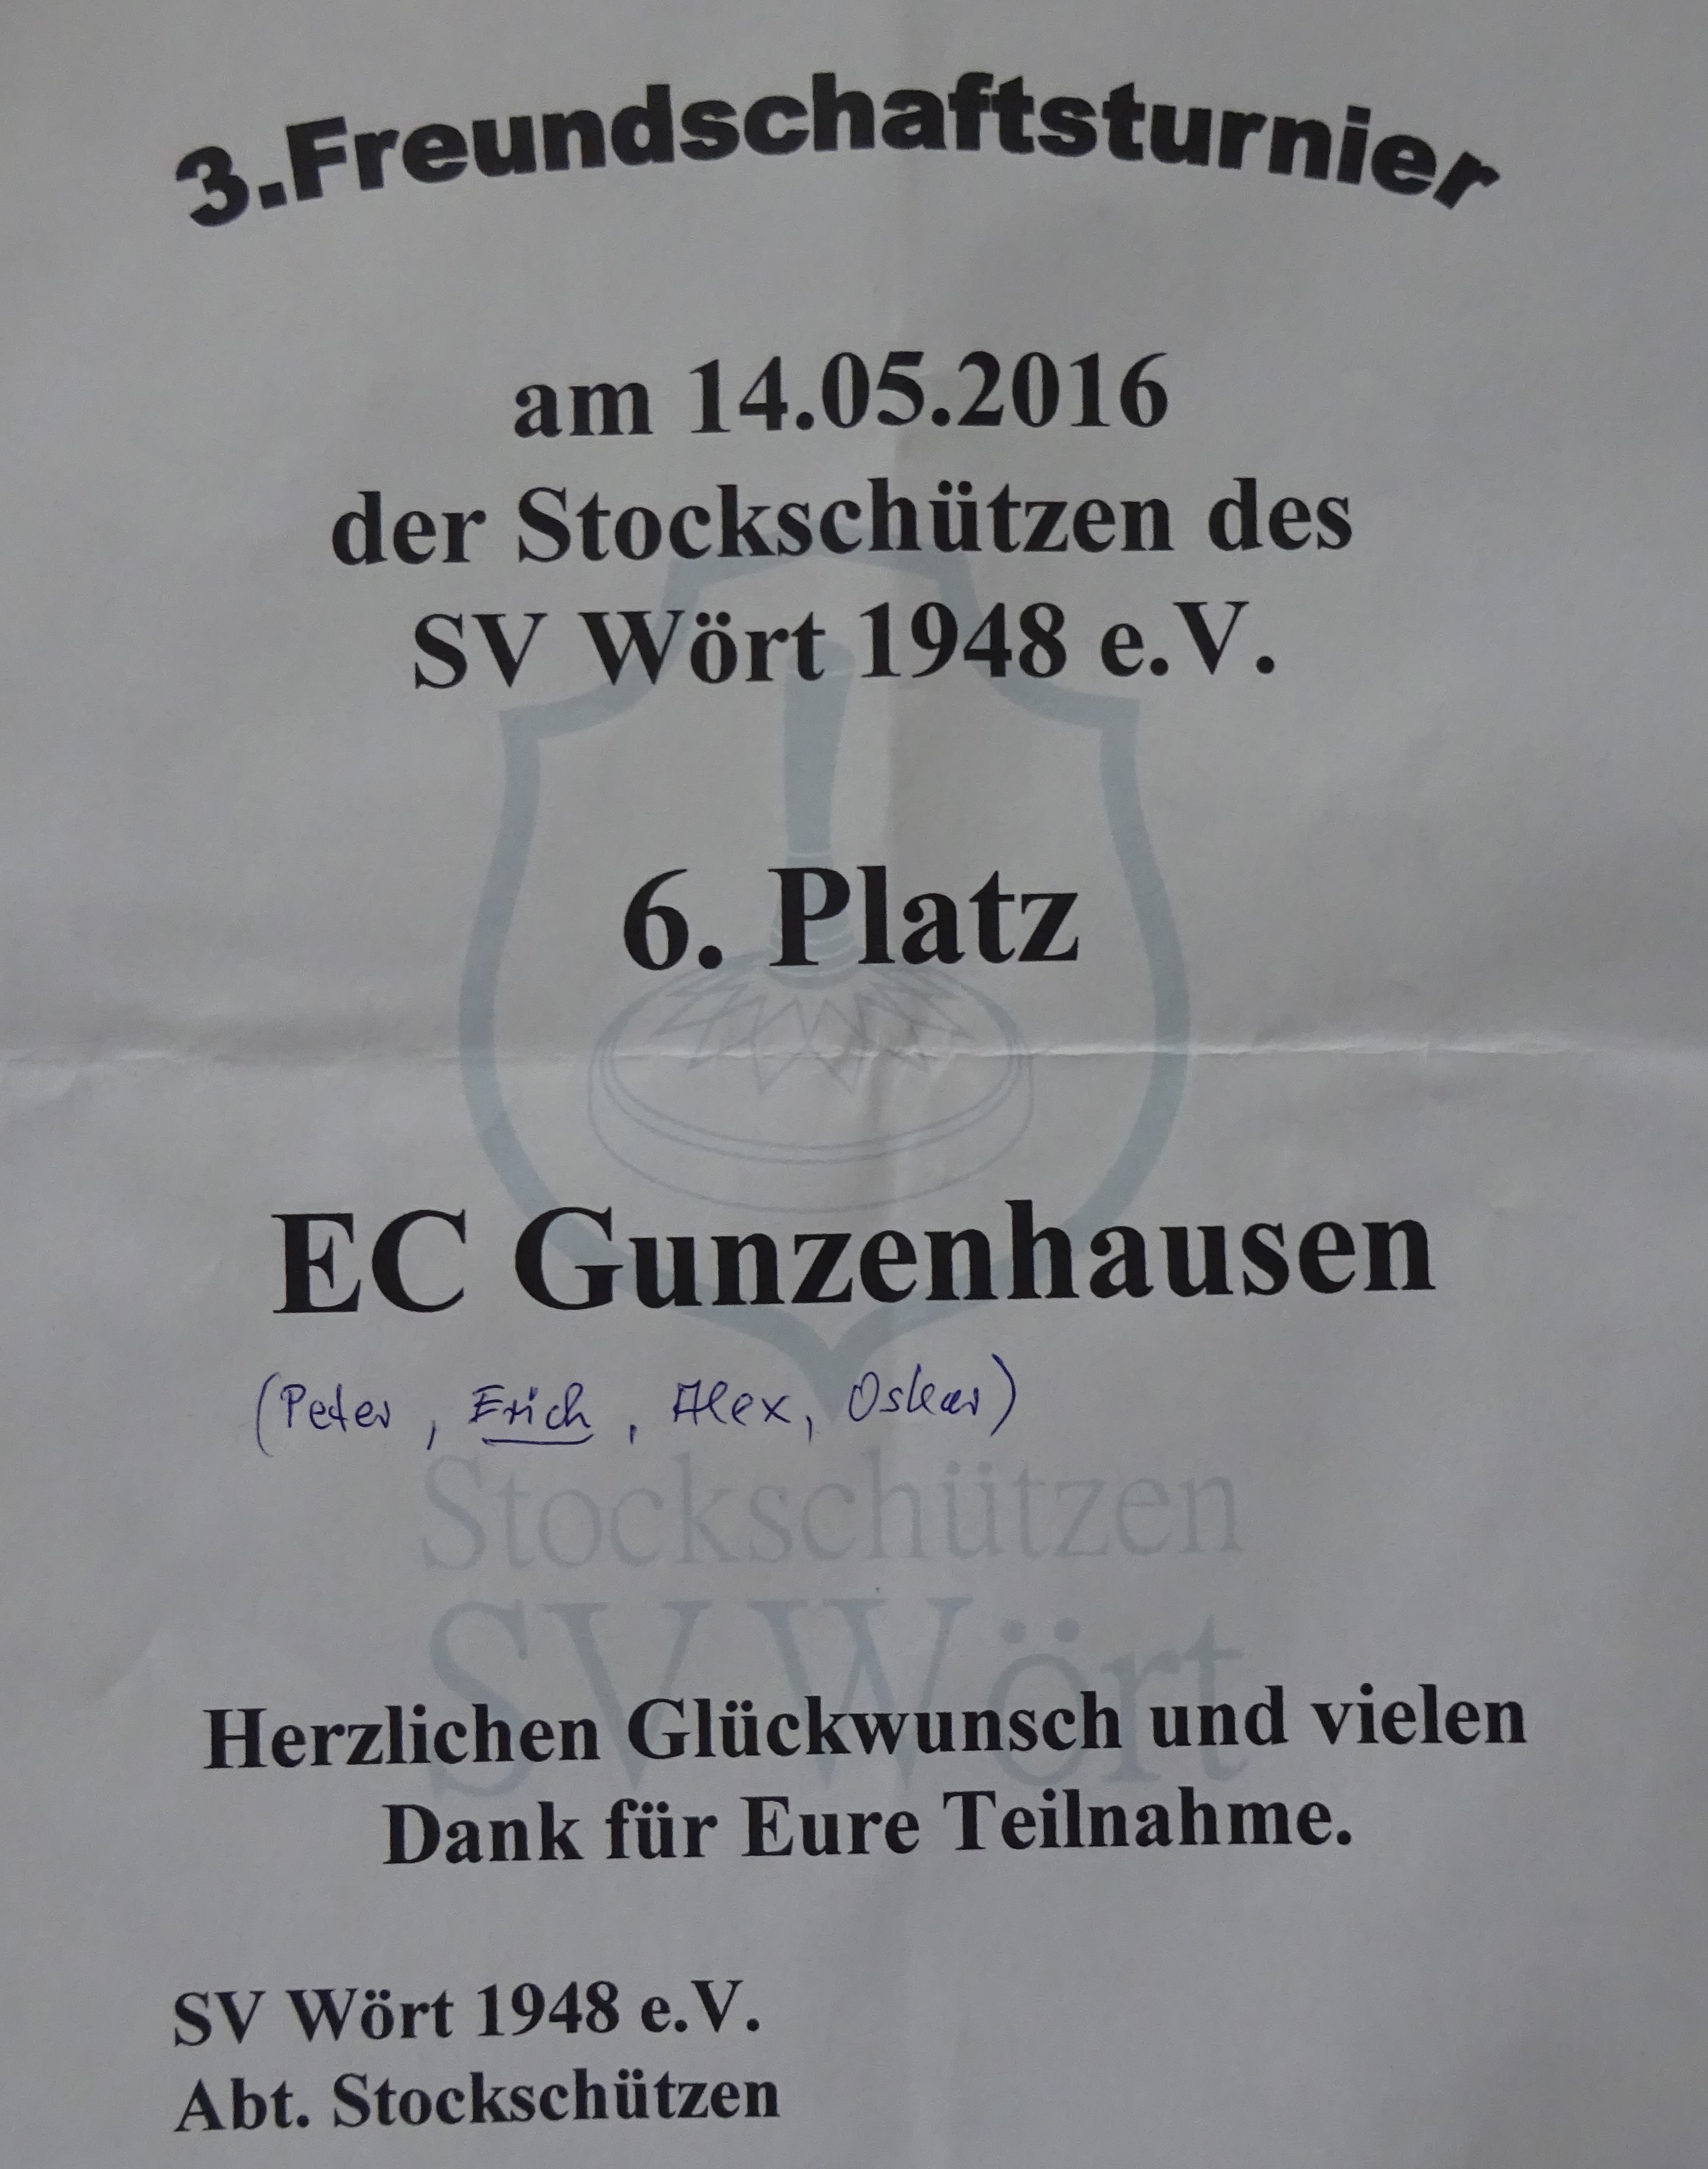 3.Freundschaftsturnier
am 14.05.2016
der Stockschützen des
SV Wört 1948 e.V.
6. Platz
EC Gunzenhausen
(Peter, Erich, Alex, Oskar)
Stockschützen
SV Wört
Herzlichen Glückwunsch und vielen
Dank für Eure Teilnahme.
SV Wört 1948 e.V.
Abt. Stockschützen